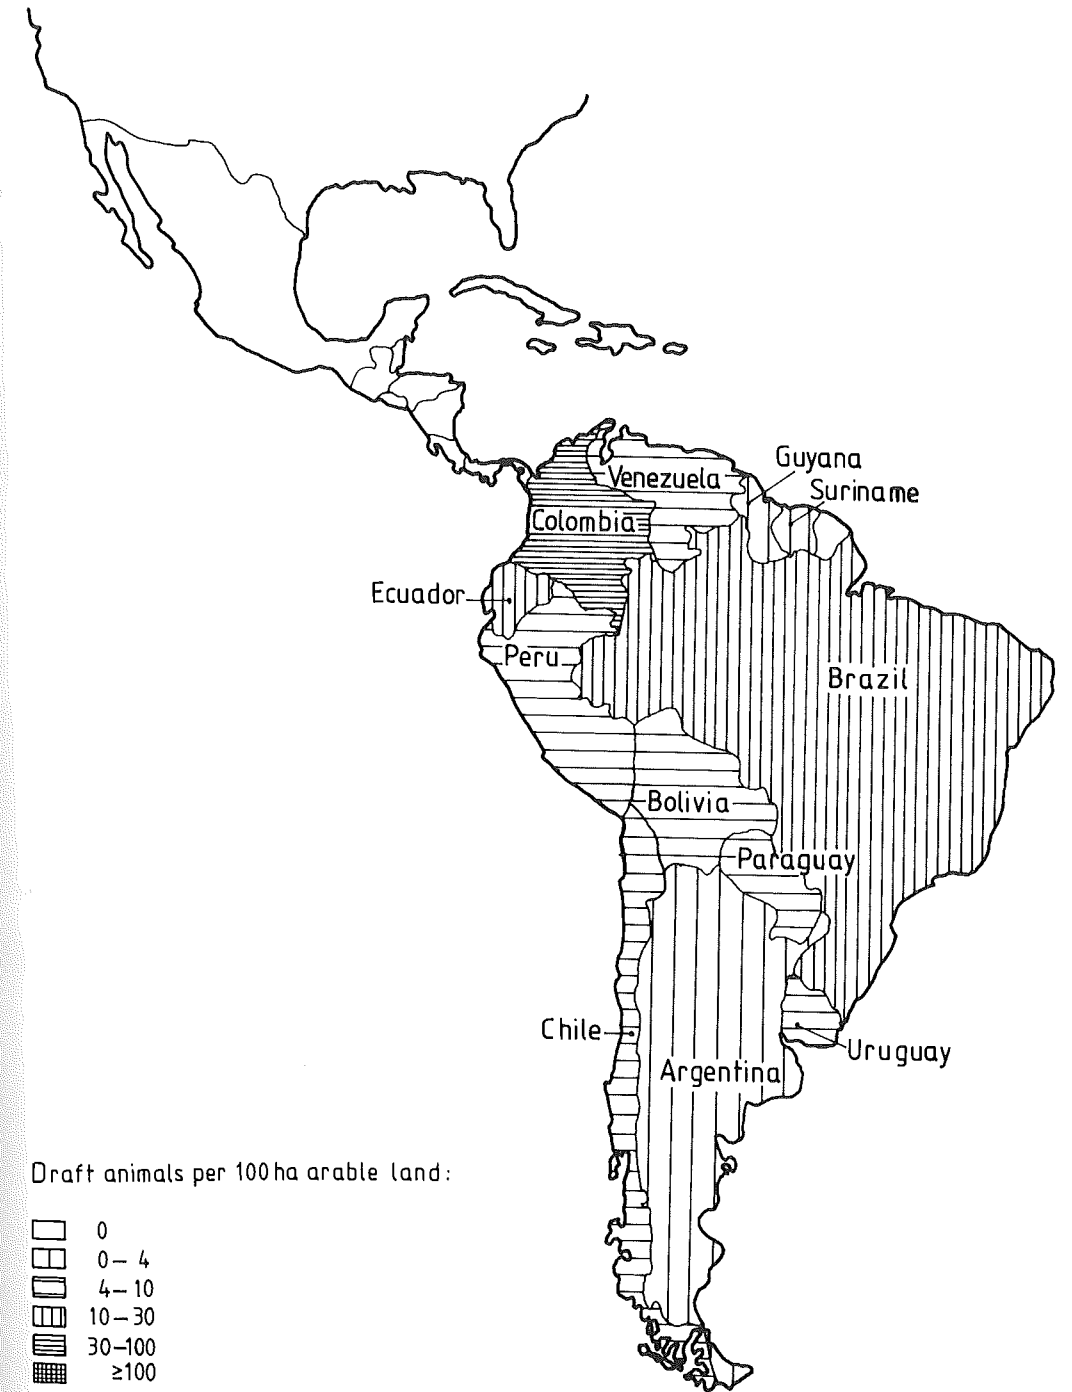 Guyana
Suriname
Venezuela
Colombia
Ecuador
Peru
Brazil
Bolivia
Paraguay
Chile
Uruguay
Argentina
Draft animals per 100 ha arable land:
0
0-4
4-10
10-30
30-100
≥100